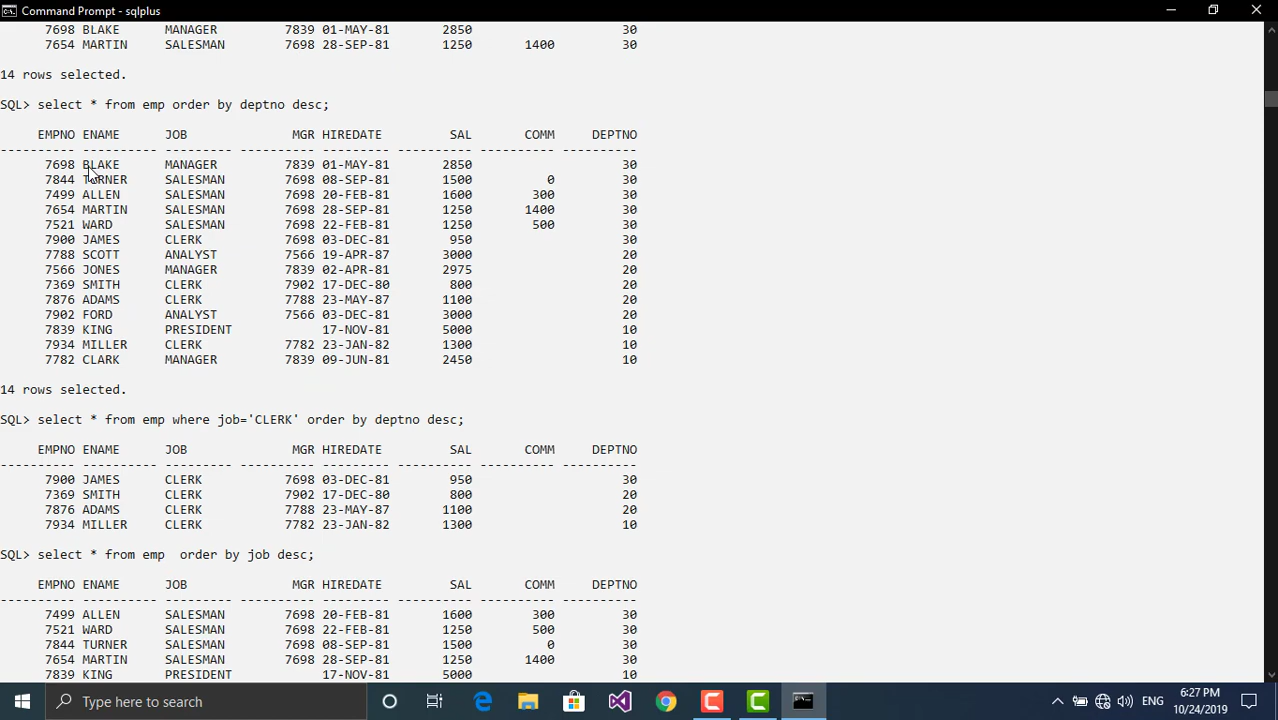 Command Prompt - sqlplus
7698 BLAKE MANAGER 7839 01-MAY-81 2850 30
7654 MARTIN SALESMAN 7698 28-SEP-81 1250 1400 30
14 rows selected.
SQL> select * from emp order by deptno desc;
EMPNO ENAME JOB MGR HIREDATE SAL COMM DEPTNO
---------- ---------- --------- ---------- --------- ---------- ---------- ----------
7698 BLAKE MANAGER 7839 01-MAY-81 2850 30
7844 TURNER SALESMAN 7698 08-SEP-81 1500 0 30
7499 ALLEN SALESMAN 7698 20-FEB-81 1600 300 30
7654 MARTIN SALESMAN 7698 28-SEP-81 1250 1400 30
7521 WARD SALESMAN 7698 22-FEB-81 1250 500 30
7900 JAMES CLERK 7698 03-DEC-81 950 30
7788 SCOTT ANALYST 7566 19-APR-87 3000 20
7566 JONES MANAGER 7839 02-APR-81 2975 20
7369 SMITH CLERK 7902 17-DEC-80 800 20
7876 ADAMS CLERK 7788 23-MAY-87 1100 20
7902 FORD ANALYST 7566 03-DEC-81 3000 20
7839 KING PRESIDENT 17-NOV-81 5000 10
7934 MILLER CLERK 7782 23-JAN-82 1300 10
7782 CLARK MANAGER 7839 09-JUN-81 2450 10
14 rows selected.
SQL> select * from emp where job='CLERK' order by deptno desc;
EMPNO ENAME JOB MGR HIREDATE SAL COMM DEPTNO
---------- ---------- --------- ---------- --------- ---------- ---------- ----------
7900 JAMES CLERK 7698 03-DEC-81 950 30
7369 SMITH CLERK 7902 17-DEC-80 800 20
7876 ADAMS CLERK 7788 23-MAY-87 1100 20
7934 MILLER CLERK 7782 23-JAN-82 1300 10
SQL> select * from emp  order by job desc;
EMPNO ENAME JOB MGR HIREDATE SAL COMM DEPTNO
---------- ---------- --------- ---------- --------- ---------- ---------- ----------
7499 ALLEN SALESMAN 7698 20-FEB-81 1600 300 30
7521 WARD SALESMAN 7698 22-FEB-81 1250 500 30
7844 TURNER SALESMAN 7698 08-SEP-81 1500 0 30
7654 MARTIN SALESMAN 7698 28-SEP-81 1250 1400 30
7839 KING PRESIDENT 17-NOV-81 5000 10
Type here to search
ENG
6:27 PM
10/24/2019